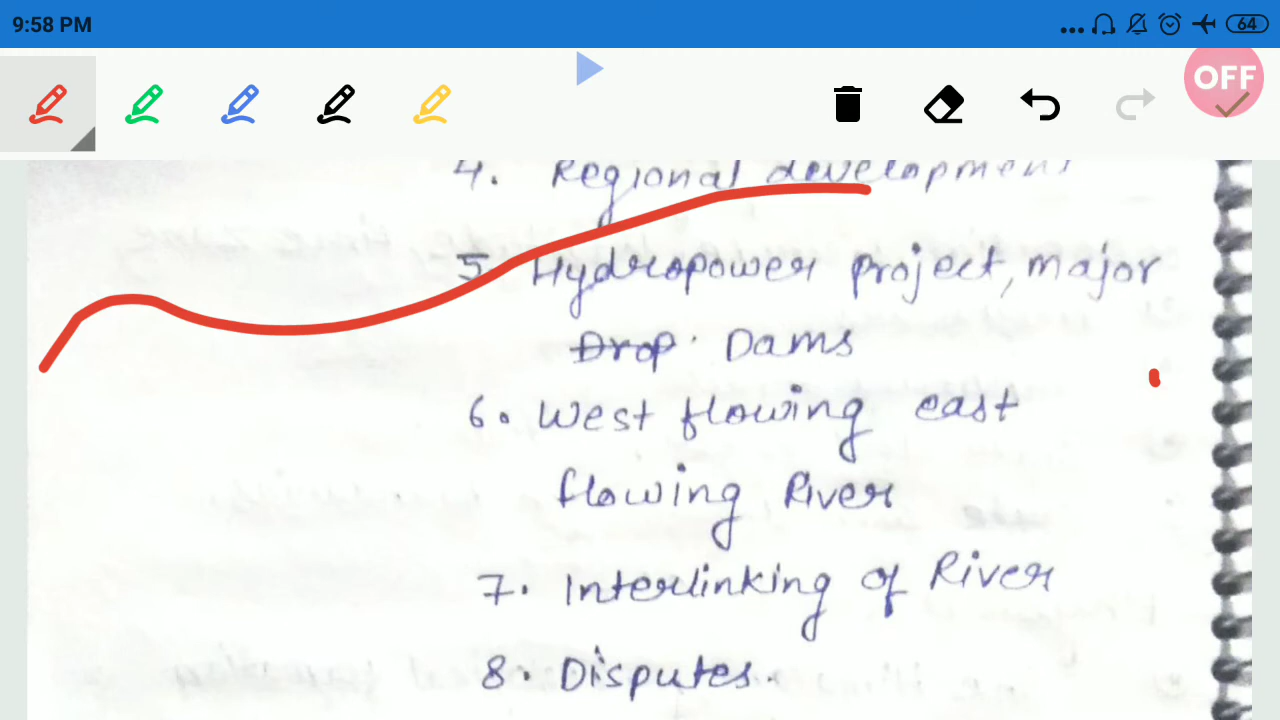 9:58 PM
64
OFF
4. Regional development
5. Hydropower project, major
Drop. Dams
6. West flowing east
flowing River
7. Interlinking of River
8. Disputes.